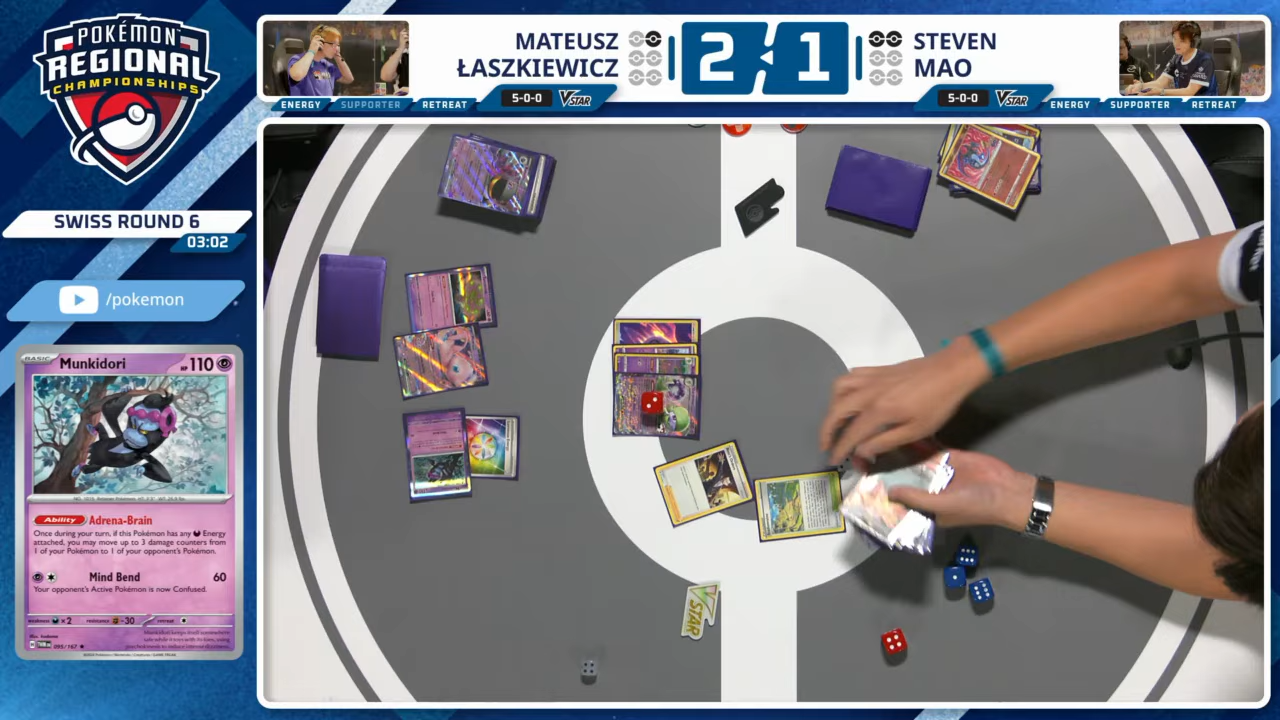 POKÉMON
REGIONAL
CHAMPIONSHIPS
SWISS ROUND 6
03:02
/pokemon
MATEUSZ
ŁASZKIEWICZ
2
1
STEVEN
MAO
ENERGY
SUPPORTER
RETREAT
5-0-0
VSTAR
5-0-0
VSTAR
ENERGY
SUPPORTER
RETREAT
BASIC
Munkidori
HP110
Ability
Adrena-Brain
Once during your turn, if this Pokémon has any Energy
attached, you may move up to 3 damage counters from
1 of your Pokémon to 1 of your opponent's Pokémon.
Mind Bend
60
Your opponent's Active Pokémon is now Confused.
weakness ×2
resistance -30
retreat
095/167
VSTAR